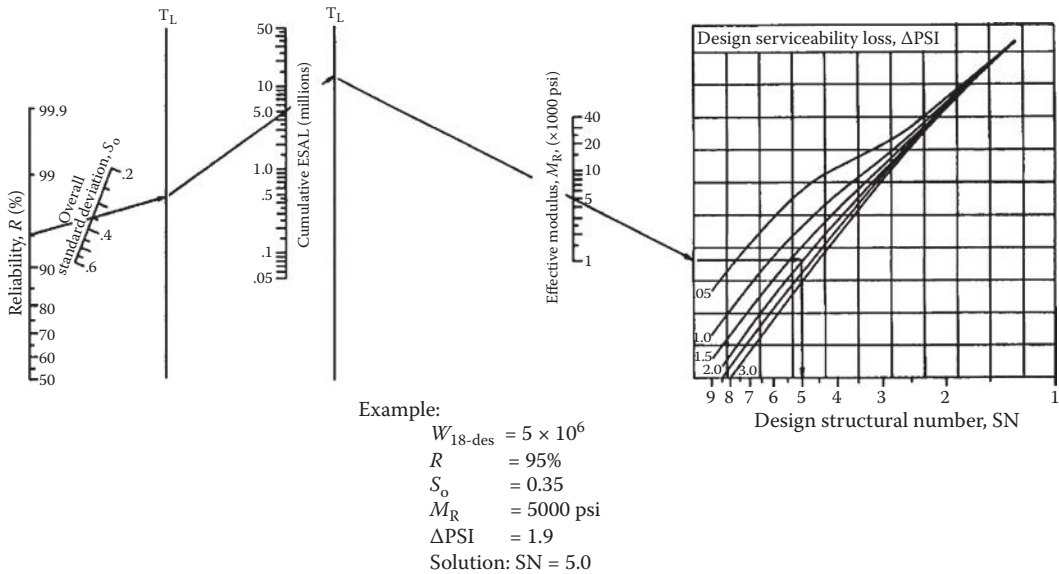 T_L
T_L
Reliability, R (%)
99.9
99
90
80
70
60
50
Overall
standard deviation, S_o
.2
.4
.6
Cumulative ESAL (millions)
50
10
5.0
1.0
.5
.1
.05
Effective modulus, M_R, (×1000 psi)
40
20
10
5
1
Design serviceability loss, ΔPSI
.05
1.0
1.5
2.0
3.0
9 8 7 6 5 4 3 2 1
Design structural number, SN
Example:
W_18-des = 5 × 10^6
R = 95%
S_o = 0.35
M_R = 5000 psi
ΔPSI = 1.9
Solution: SN = 5.0